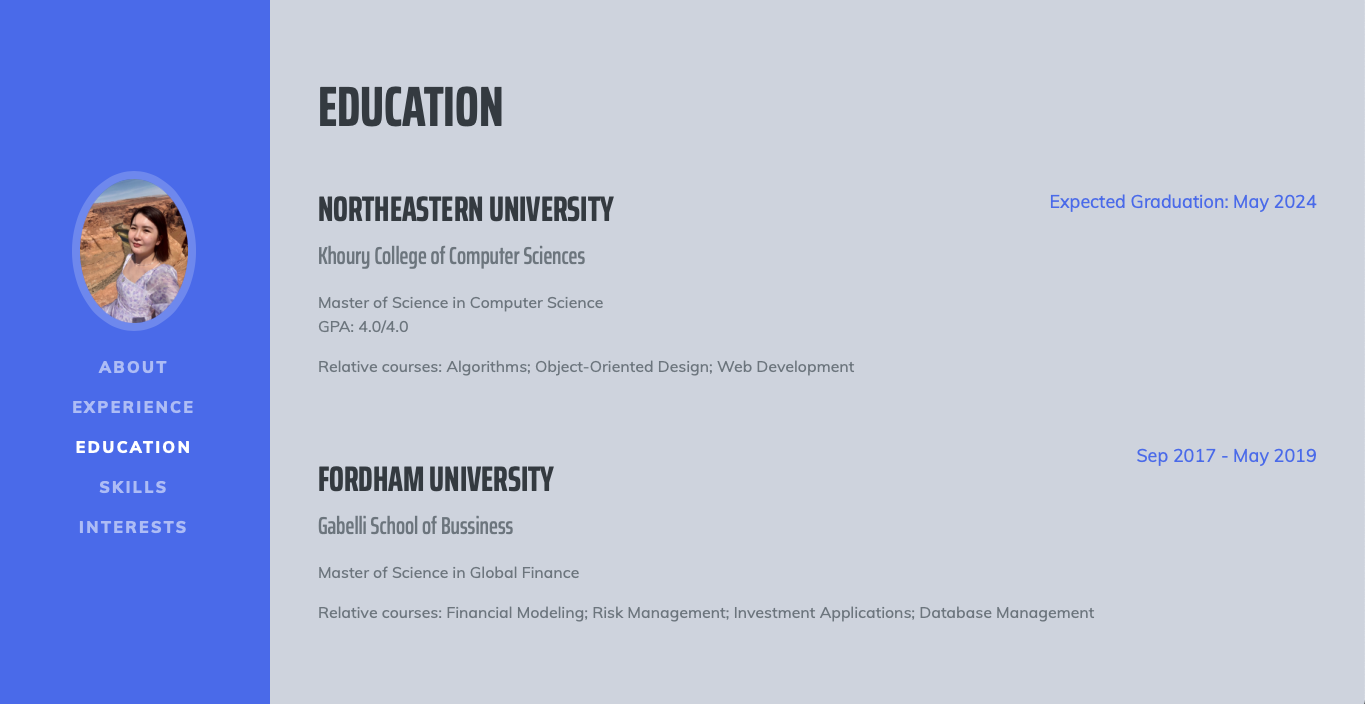 ABOUT
EXPERIENCE
EDUCATION
SKILLS
INTERESTS
EDUCATION
NORTHEASTERN UNIVERSITY
Expected Graduation: May 2024
Khoury College of Computer Sciences
Master of Science in Computer Science
GPA: 4.0/4.0
Relative courses: Algorithms; Object-Oriented Design; Web Development
FORDHAM UNIVERSITY
Sep 2017 - May 2019
Gabelli School of Bussiness
Master of Science in Global Finance
Relative courses: Financial Modeling; Risk Management; Investment Applications; Database Management